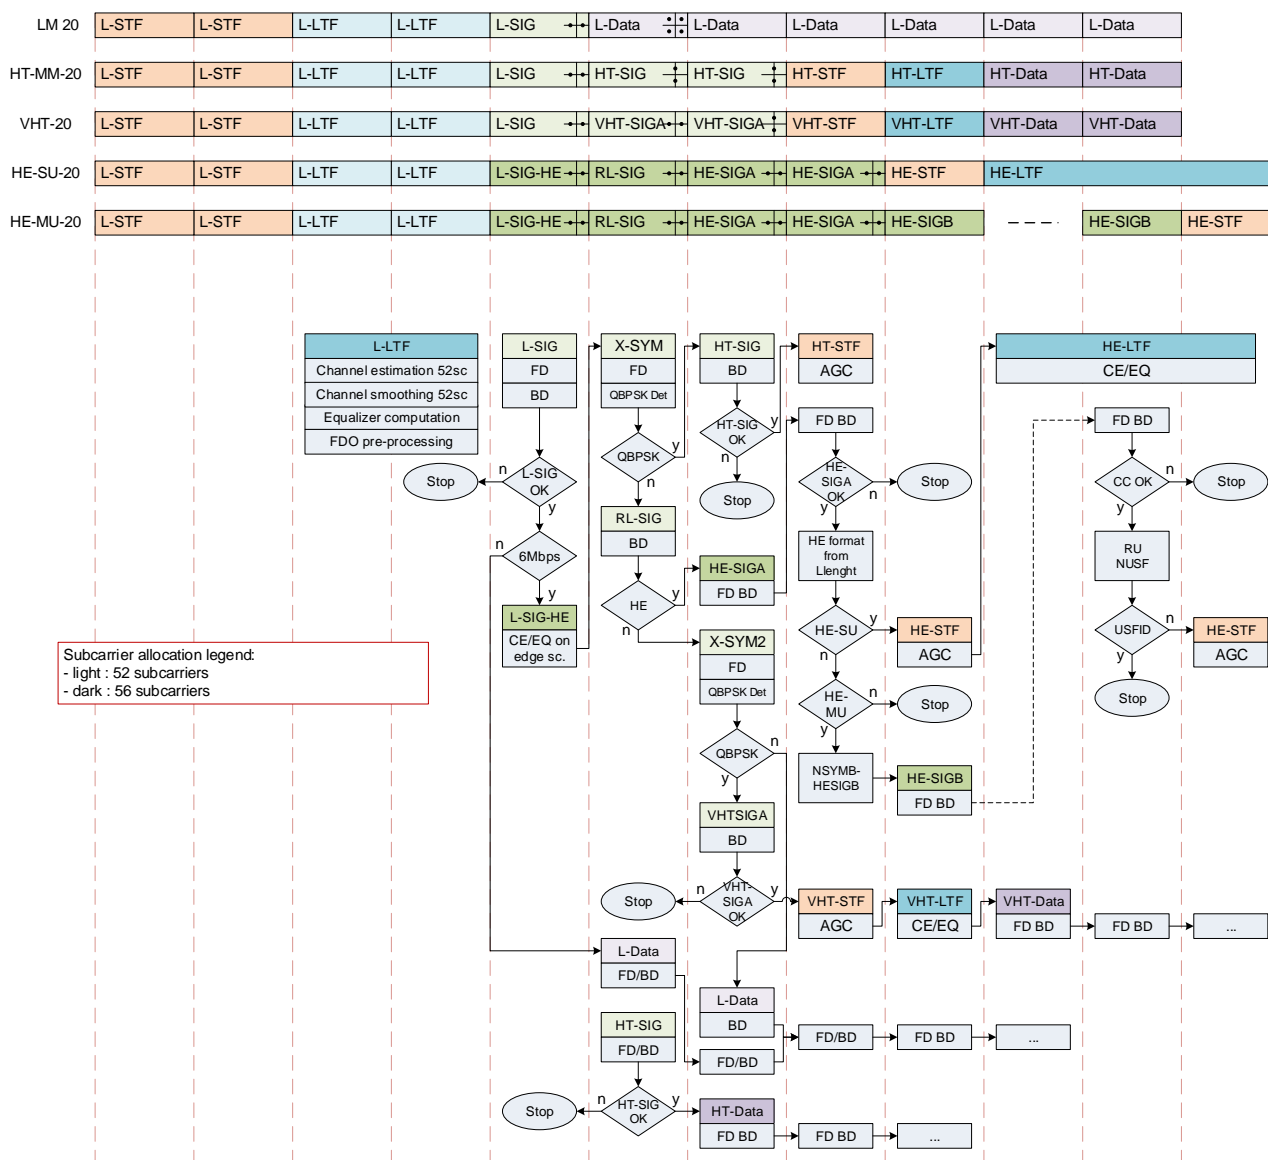 LM 20 L-STF L-STF L-LTF L-LTF L-SIG L-Data L-Data L-Data L-Data L-Data L-Data
HT-MM-20 L-STF L-STF L-LTF L-LTF L-SIG HT-SIG HT-SIG HT-STF HT-LTF HT-Data HT-Data
VHT-20 L-STF L-STF L-LTF L-LTF L-SIG VHT-SIGA VHT-SIGA VHT-STF VHT-LTF VHT-Data VHT-Data
HE-SU-20 L-STF L-STF L-LTF L-LTF L-SIG-HE RL-SIG HE-SIGA HE-SIGA HE-STF HE-LTF
HE-MU-20 L-STF L-STF L-LTF L-LTF L-SIG-HE RL-SIG HE-SIGA HE-SIGA HE-SIGB HE-SIGB HE-STF
L-LTF
Channel estimation 52sc
Channel smoothing 52sc
Equalizer computation
FDO pre-processing
L-SIG
FD
BD
L-SIG
OK
n
Stop
y
6Mbps
n
y
L-SIG-HE
CE/EQ on
edge sc.
X-SYM
FD
QBPSK Det
QBPSK
y
n
RL-SIG
BD
HE
y
n
HT-SIG
BD
HT-SIG
OK
y
n
Stop
HE-SIGA
FD BD
X-SYM2
FD
QBPSK Det
QBPSK
n
y
VHTSIGA
BD
VHT-
SIGA
OK
n
y
Stop
HT-STF
AGC
FD BD
HE-
SIGA
OK
n
Stop
y
HE format
from
Llenght
HE-SU
y
n
HE-STF
AGC
HE-
MU
n
Stop
y
NSYMB-
HESIGB
HE-SIGB
FD BD
HE-LTF
CE/EQ
FD BD
CC OK
n
Stop
y
RU
NUSF
USFID
n
HE-STF
AGC
y
Stop
Subcarrier allocation legend:
- light : 52 subcarriers
- dark : 56 subcarriers
VHT-STF
AGC
VHT-LTF
CE/EQ
VHT-Data
FD BD
FD BD
...
L-Data
FD/BD
L-Data
BD
FD/BD
FD/BD
FD BD
...
HT-SIG
FD/BD
HT-SIG
OK
n
Stop
y
HT-Data
FD BD
FD BD
...